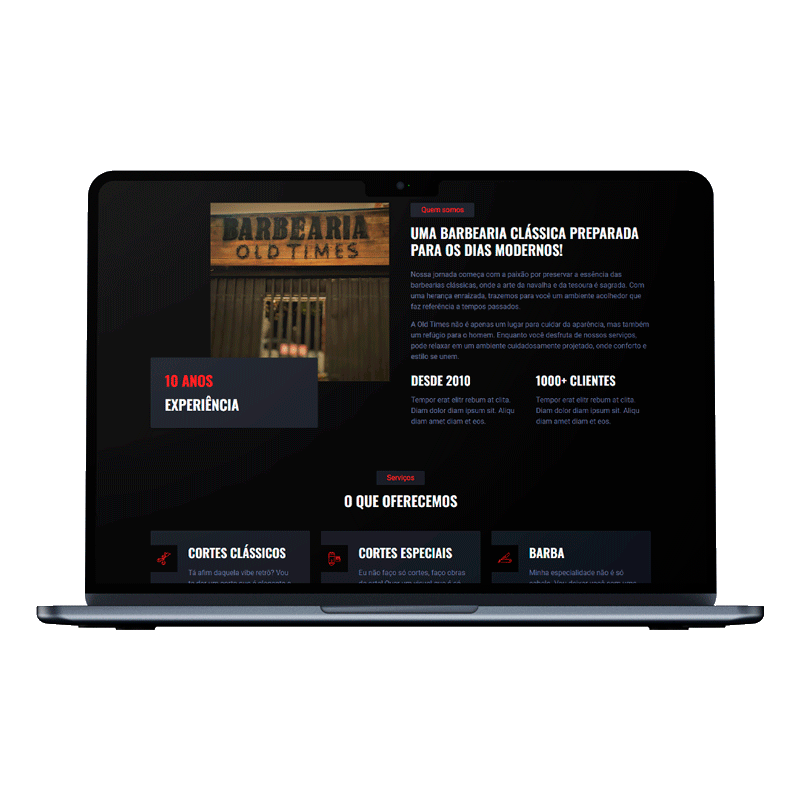 BARBEARIA
OLD TIMES
10 ANOS
EXPERIÊNCIA
Quem somos
UMA BARBEARIA CLÁSSICA PREPARADA
PARA OS DIAS MODERNOS!
Nossa jornada começa com a paixão por preservar a essência das
barbearias clássicas, onde a arte da navalha e da tesoura é sagrada. Com
uma herança enraizada, trazemos para você um ambiente acolhedor que
faz referência a tempos passados.
A Old Times não é apenas um lugar para cuidar da aparência, mas também
um refúgio para o homem. Enquanto você desfruta de nossos serviços,
pode relaxar em um ambiente cuidadosamente projetado, onde conforto e
estilo se unem.
DESDE 2010
Tempor erat elitr rebum at clita.
Diam dolor diam ipsum sit. Aliqu
diam amet diam et eos.
1000+ CLIENTES
Tempor erat elitr rebum at clita.
Diam dolor diam ipsum sit. Aliqu
diam amet diam et eos.
Serviços
O QUE OFERECEMOS
CORTES CLÁSSICOS
Tá afim daquela vibe retrô? Vou
CORTES ESPECIAIS
Eu não faço só cortes, faço obras
BARBA
Minha especialidade não é só